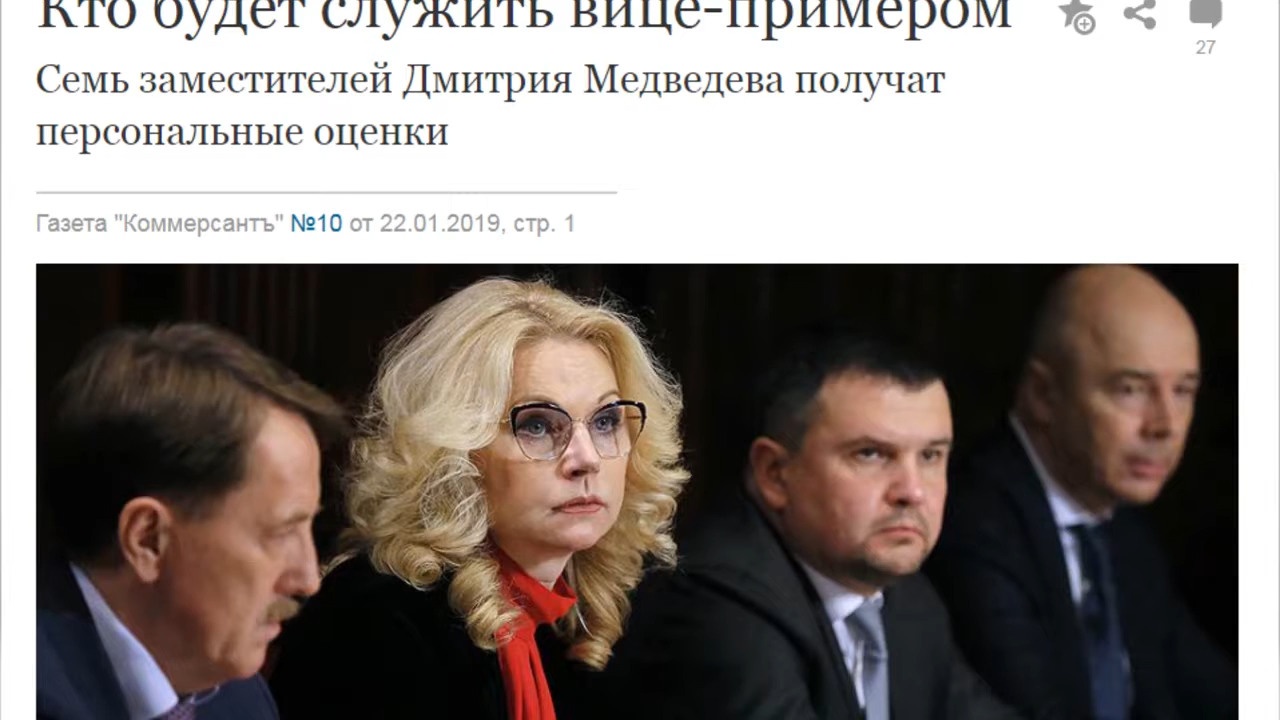 Кто будет служить вице-примером
27
Семь заместителей Дмитрия Медведева получат
персональные оценки
Газета "Коммерсантъ" №10 от 22.01.2019, стр. 1